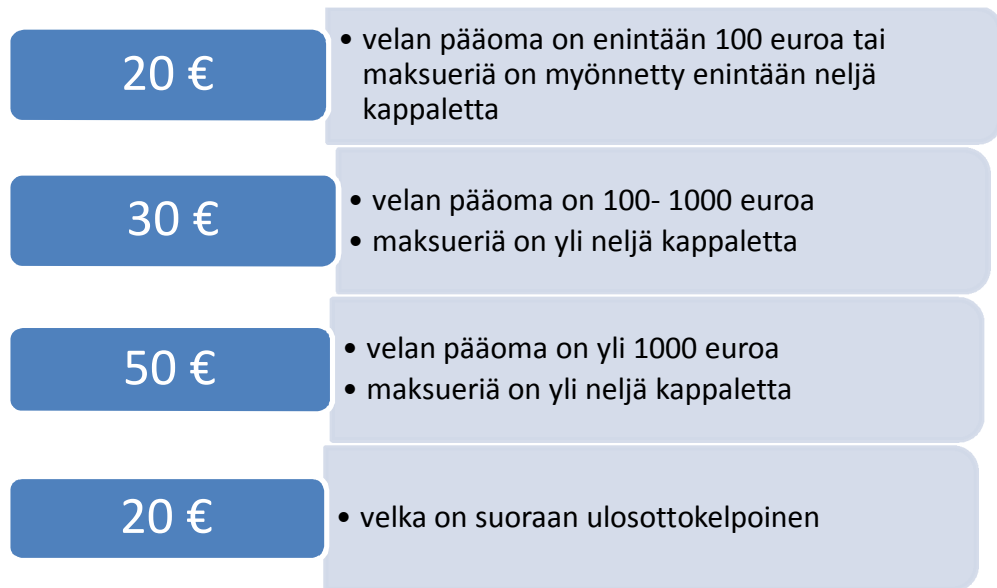 20 €
• velan pääoma on enintään 100 euroa tai
maksueriä on myönnetty enintään neljä
kappaletta
30 €
• velan pääoma on 100- 1000 euroa
• maksueriä on yli neljä kappaletta
50 €
• velan pääoma on yli 1000 euroa
• maksueriä on yli neljä kappaletta
20 €
• velka on suoraan ulosottokelpoinen